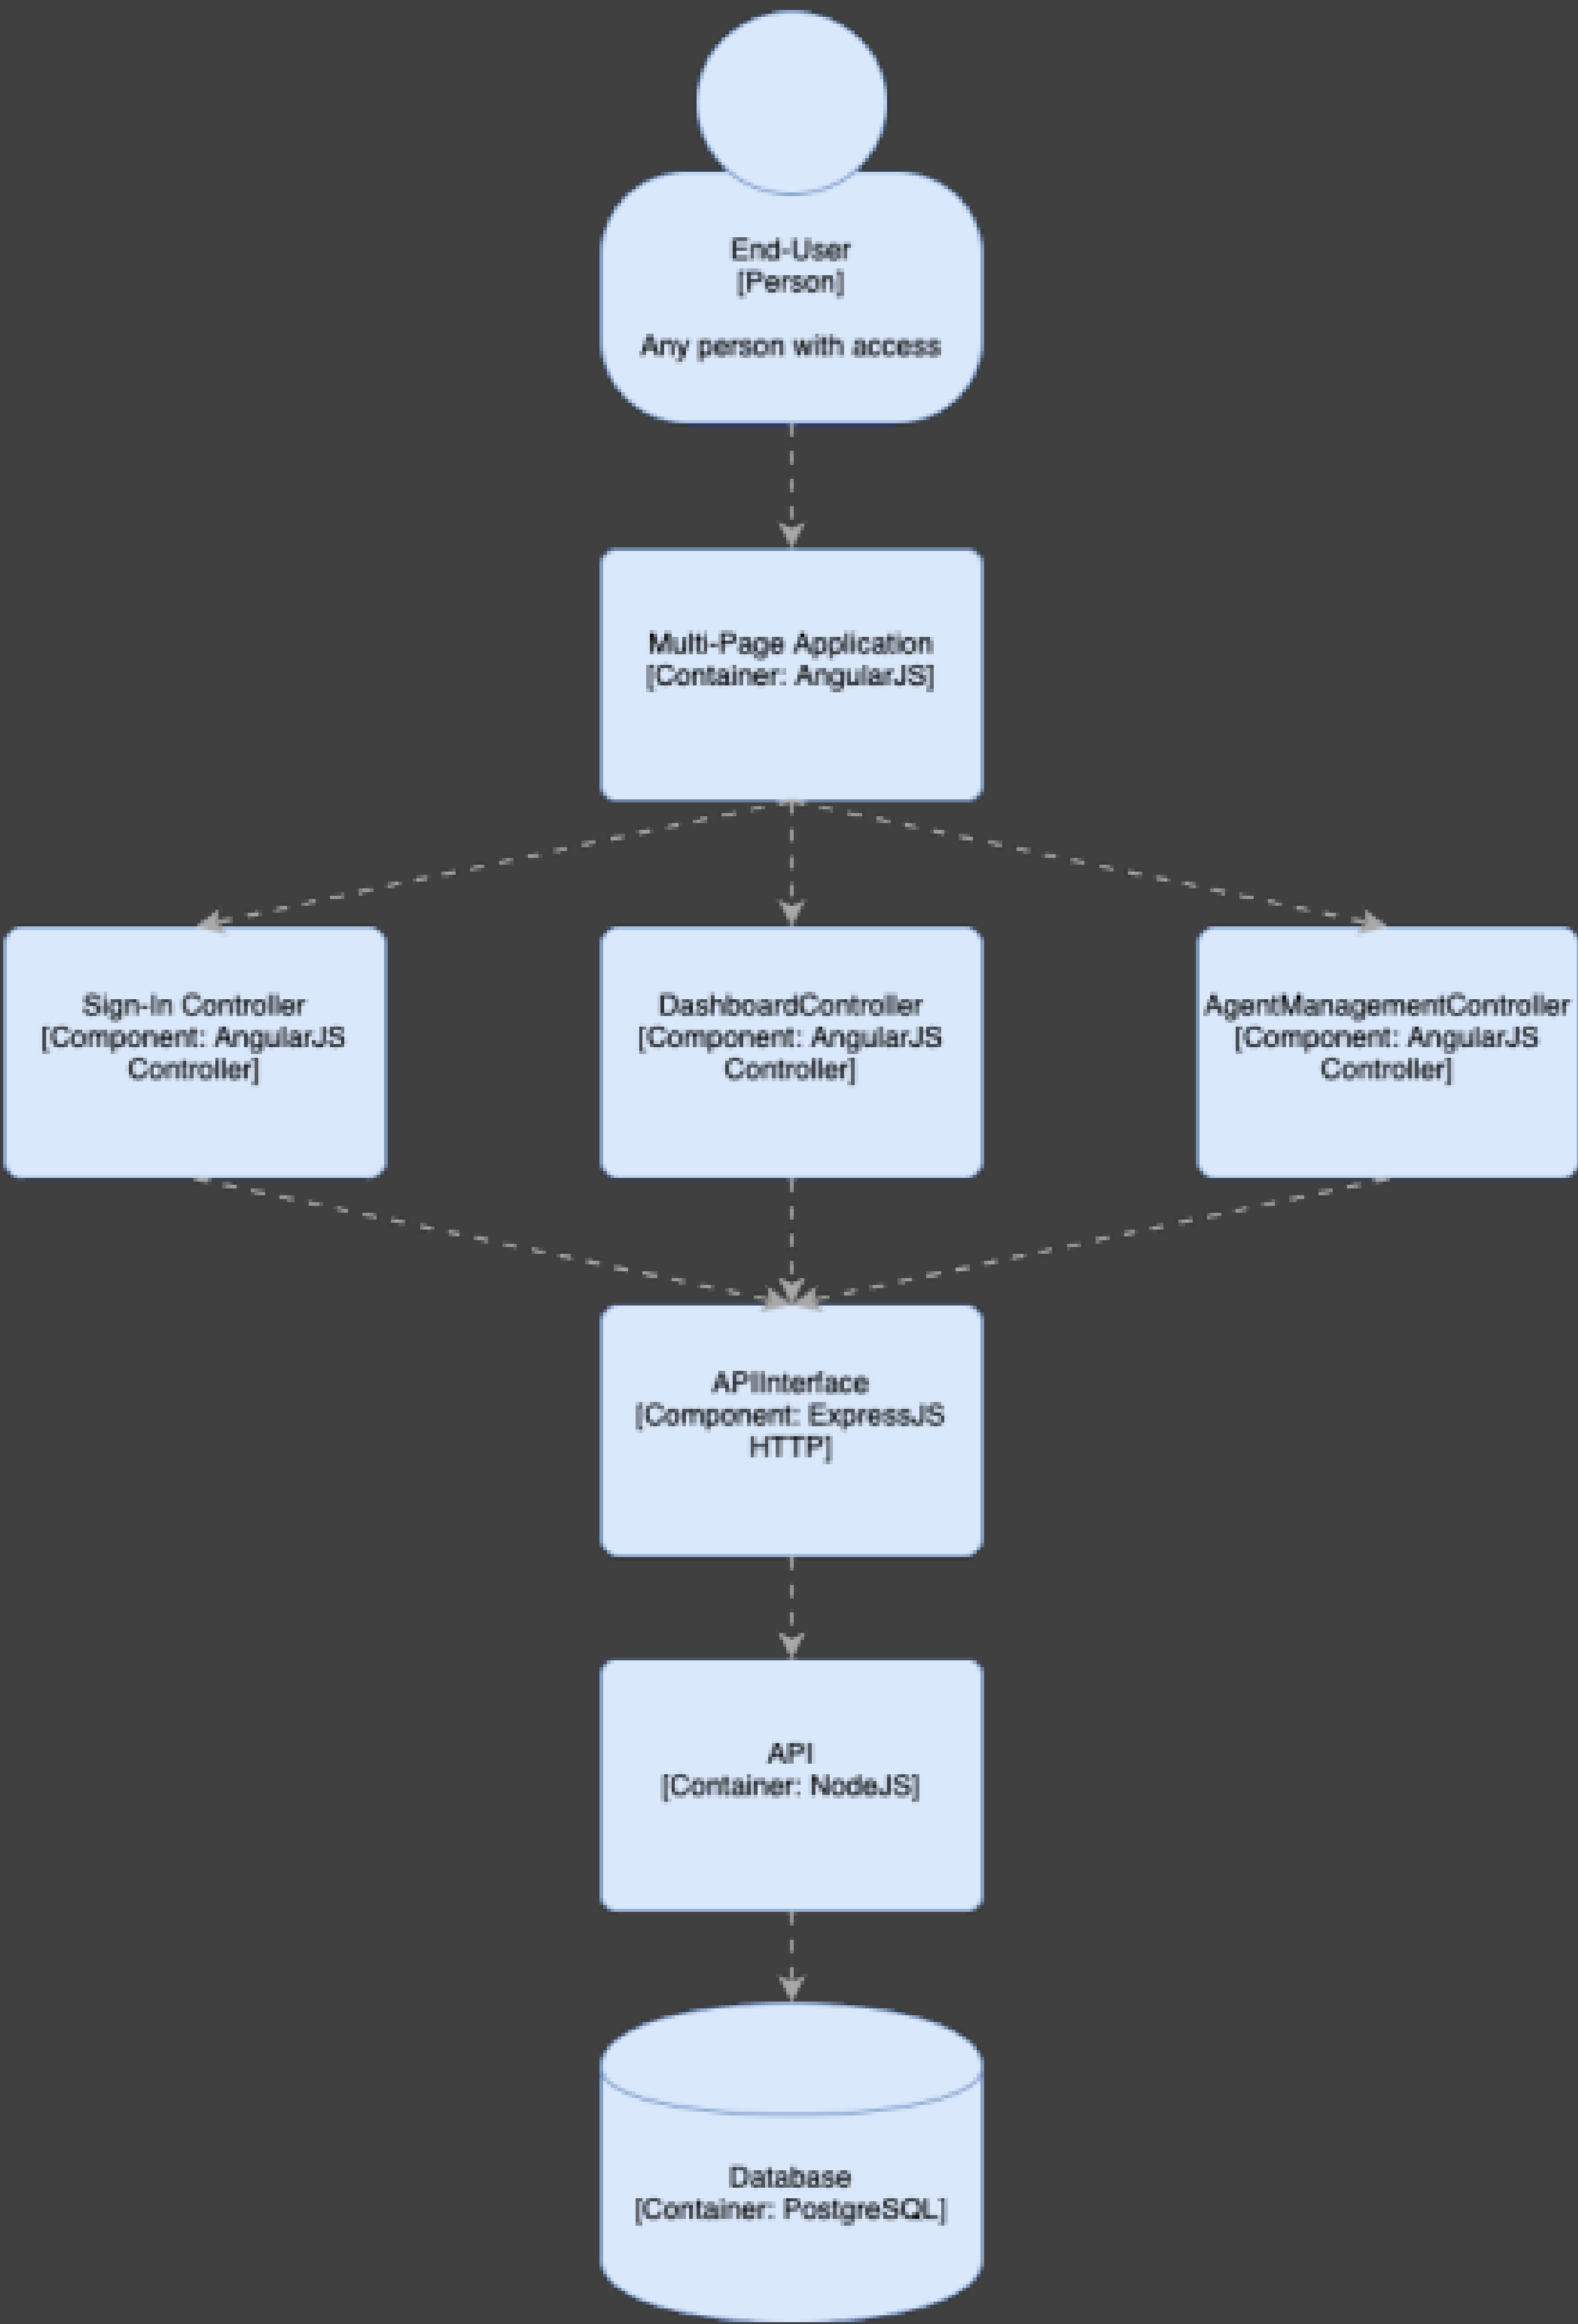 End-User
[Person]
Any person with access
Multi-Page Application
[Container: AngularJS]
Sign-In Controller
[Component: AngularJS
Controller]
DashboardController
[Component: AngularJS
Controller]
AgentManagementController
[Component: AngularJS
Controller]
APIInterface
[Component: ExpressJS
HTTP]
API
[Container: NodeJS]
Database
[Container: PostgreSQL]